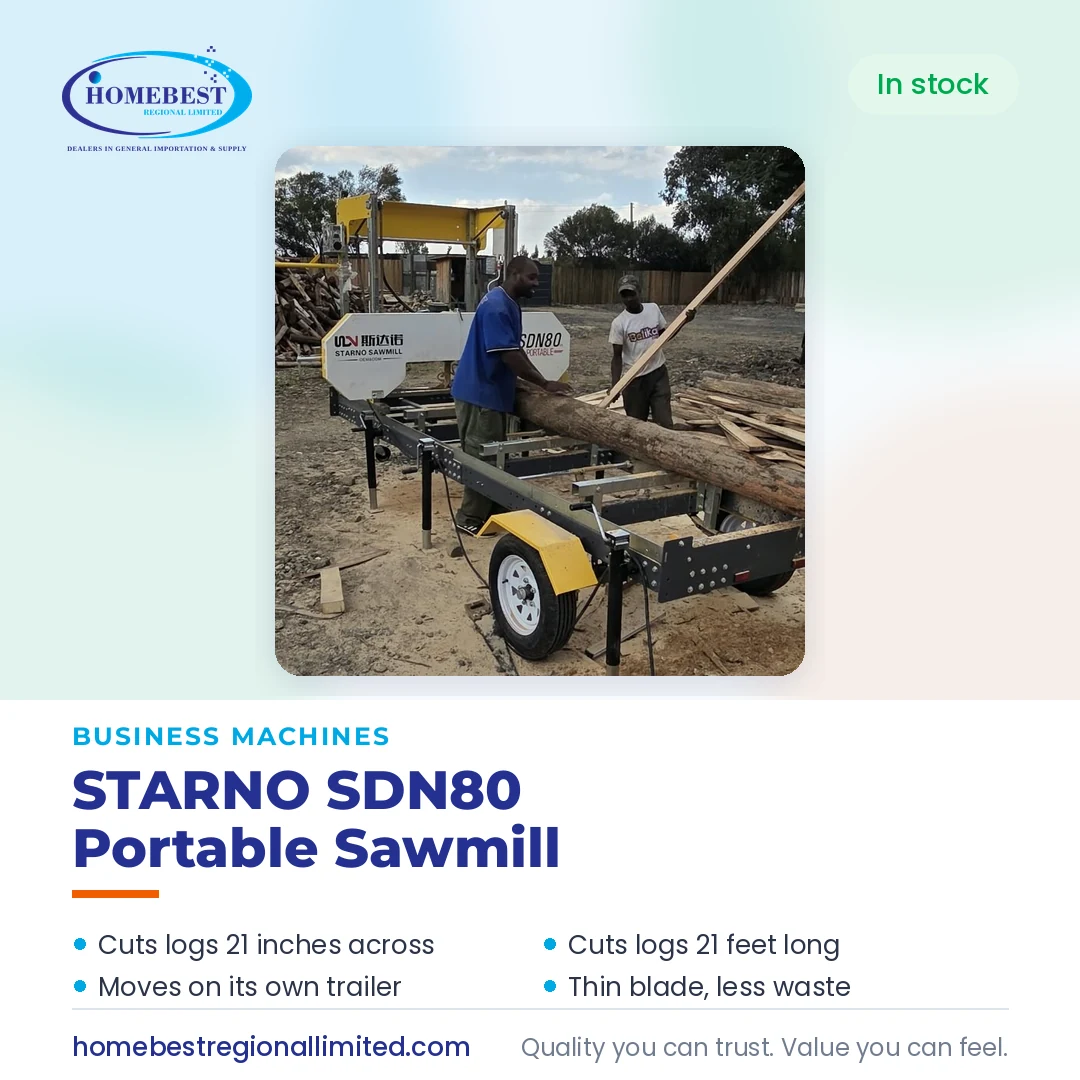 HOMEBEST
REGIONAL LIMITED
DEALERS IN GENERAL IMPORTATION & SUPPLY
In stock
斯达诺
STARNO SAWMILL
SDN80
PORTABLE
BUSINESS MACHINES
STARNO SDN80
Portable Sawmill
Cuts logs 21 inches across
Cuts logs 21 feet long
Moves on its own trailer
Thin blade, less waste
homebestregionallimited.com
Quality you can trust. Value you can feel.